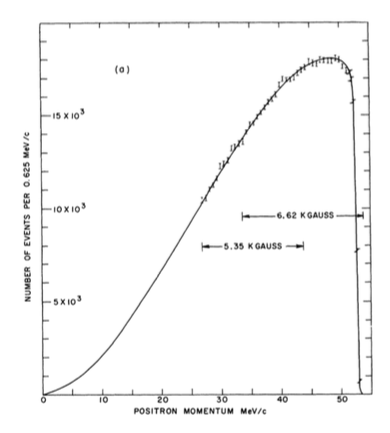 (a)
NUMBER OF EVENTS PER 0.625 MeV/c
15 X 10³
10 X 10³
5 X 10³
6.62 K GAUSS
5.35 K GAUSS
0 10 20 30 40 50
POSITRON MOMENTUM MeV/c